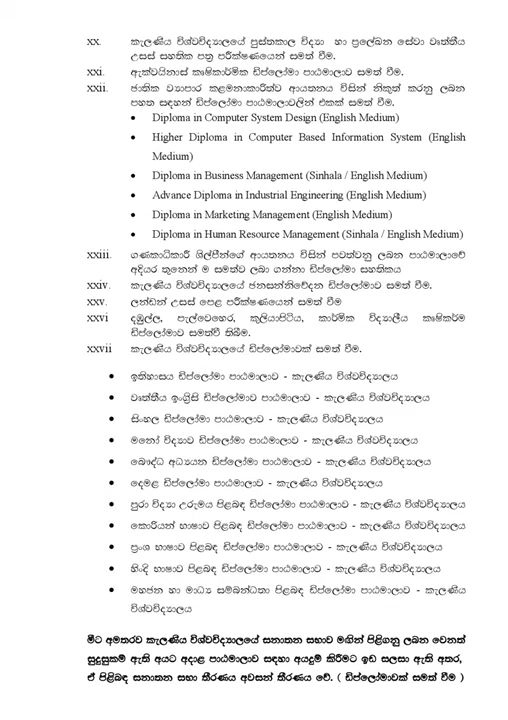 xx. කැලණිය විශ්වවිද්‍යාලයේ පුස්තකාල විද්‍යා හා ප්‍රලේඛන සේවා වෘත්තීය
උසස් සහතික පත්‍ර පරීක්ෂණයෙන් සමත් වීම.
xxi. ඇක්වයිනාස් කෘෂිකාර්මික ඩිප්ලෝමා පාඨමාලාව සමත් වීම.
xxii. ජාතික ව්‍යාපාර කළමනාකාරිත්ව ආයතනය විසින් නිකුත් කරනු ලබන
පහත සඳහන් ඩිප්ලෝමා පාඨමාලාවලින් එකක් සමත් වීම.
• Diploma in Computer System Design (English Medium)
• Higher Diploma in Computer Based Information System (English
Medium)
• Diploma in Business Management (Sinhala / English Medium)
• Advance Diploma in Industrial Engineering (English Medium)
• Diploma in Marketing Management (English Medium)
• Diploma in Human Resource Management (Sinhala / English Medium)
xxiii. ගණකාධිකාරී ශිල්පීන්ගේ ආයතනය විසින් පවත්වනු ලබන පාඨමාලාවේ
අදියර තුනෙන් ම සමත්ව ලබා ගන්නා ඩිප්ලෝමා සහතිකය
xxiv. කැලණිය විශ්වවිද්‍යාලයේ ජනසන්නිවේදන ඩිප්ලෝමාව සමත් වීම.
xxv. ලන්ඩන් උසස් පෙළ පරීක්ෂණයෙන් සමත් වීම
xxvi දඹුල්ල, පැල්වෙහෙර, කුලියාපිටිය, කාර්මික විද්‍යාලීය කෘෂිකර්ම
ඩිප්ලෝමාව සමත්වී තිබීම.
xxvii කැලණිය විශ්වවිද්‍යාලයේ ඩිප්ලෝමාවක් සමත් වීම.
• ඉතිහාසය ඩිප්ලෝමා පාඨමාලාව - කැලණිය විශ්වවිද්‍යාලය
• වෘත්තීය ඉංග්‍රිසි ඩිප්ලෝමාව පාඨමාලාව - කැලණිය විශ්වවිද්‍යාලය
• සිංහල ඩිප්ලෝමා පාඨමාලාව - කැලණිය විශ්වවිද්‍යාලය
• මනෝ විද්‍යාව ඩිප්ලෝමා පාඨමාලාව - කැලණිය විශ්වවිද්‍යාලය
• බෞද්ධ අධ්‍යයන ඩිප්ලෝමා පාඨමාලාව - කැලණිය විශ්වවිද්‍යාලය
• දෙමළ ඩිප්ලෝමා පාඨමාලාව - කැලණිය විශ්වවිද්‍යාලය
• පුරා විද්‍යා උරුමය පිළබඳ ඩිප්ලෝමා පාඨමාලාව - කැලණිය විශ්වවිද්‍යාලය
• කොරියන් භාෂාව පිළබඳ ඩිප්ලෝමා පාඨමාලාව - කැලණිය විශ්වවිද්‍යාලය
• ප්‍රංශ භාෂාව පිළබඳ ඩිප්ලෝමා පාඨමාලාව - කැලණිය විශ්වවිද්‍යාලය
• හිංදි භාෂාව පිළබඳ ඩිප්ලෝමා පාඨමාලාව - කැලණිය විශ්වවිද්‍යාලය
• මහජන හා මාධ්‍ය සම්බන්ධතා පිළිබඳ ඩිප්ලෝමා පාඨමාලාව - කැලණිය
විශ්වවිද්‍යාලය
මීට අමතරව කැලණිය විශ්වවිද්‍යාලයේ සනාතන සභාව මඟින් පිළිගනු ලබන වෙනත්
සුදුසුකම් ඇති අයට අදාළ පාඨමාලාව සඳහා අයදුම් කිරීමට ඉඩ සලසා ඇති අතර,
ඒ පිළිබඳ සනාතන සභා තීරණය අවසන් තීරණය වේ. ( ඩිප්ලෝමාවක් සමත් වීම )